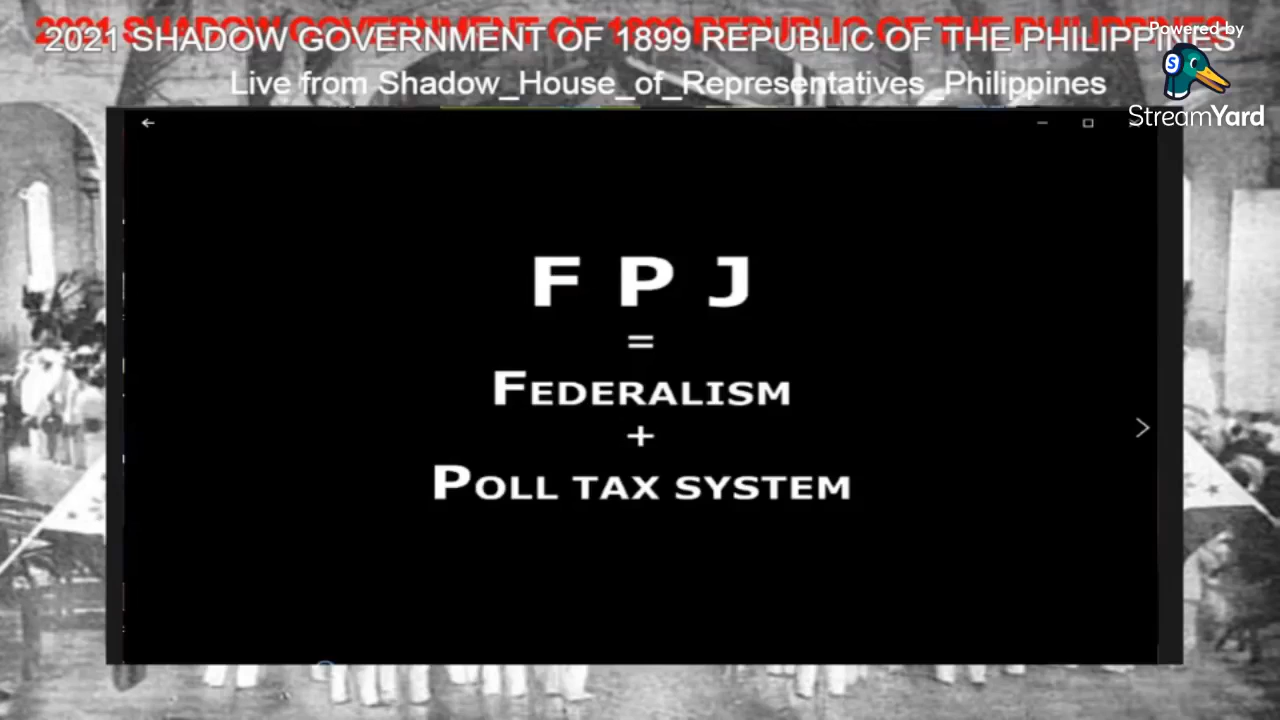 2021 SHADOW GOVERNMENT OF 1899 REPUBLIC OF THE PHILIPPINES
Powered by
Live from Shadow_House_of_Representatives_Philippines
StreamYard
F P J
=
FEDERALISM
+
POLL TAX SYSTEM